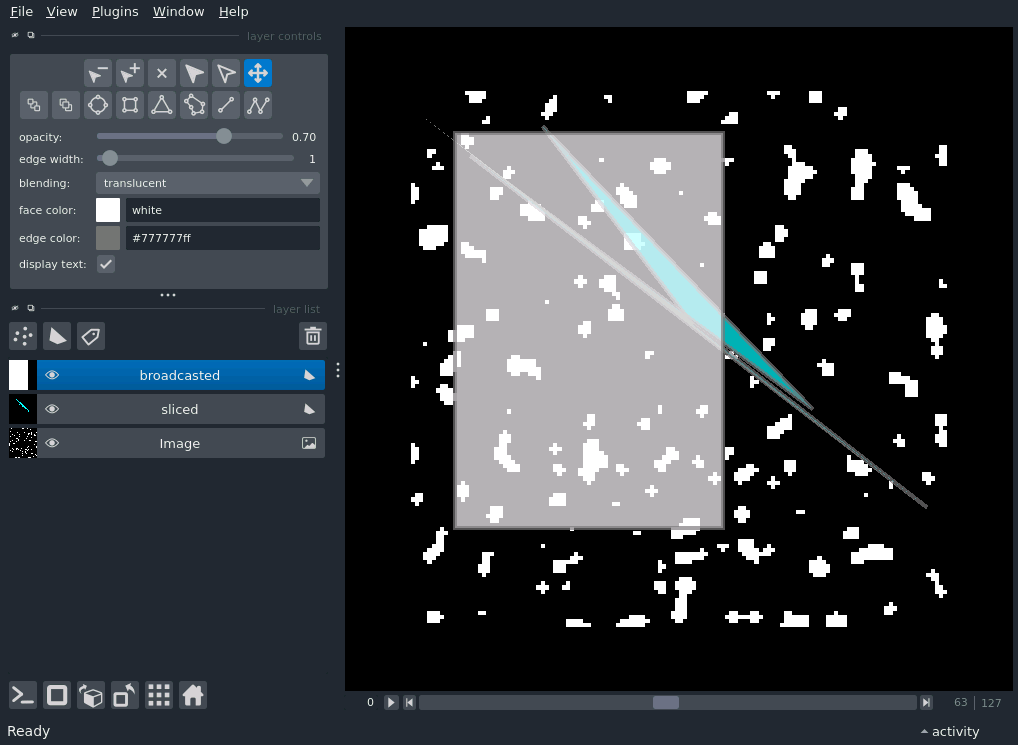 File View Plugins Window Help
layer controls
opacity: 0.70
edge width: 1
blending: translucent
face color: white
edge color: #777777ff
display text:
layer list
broadcasted
sliced
Image
0 63 | 127
Ready
activity